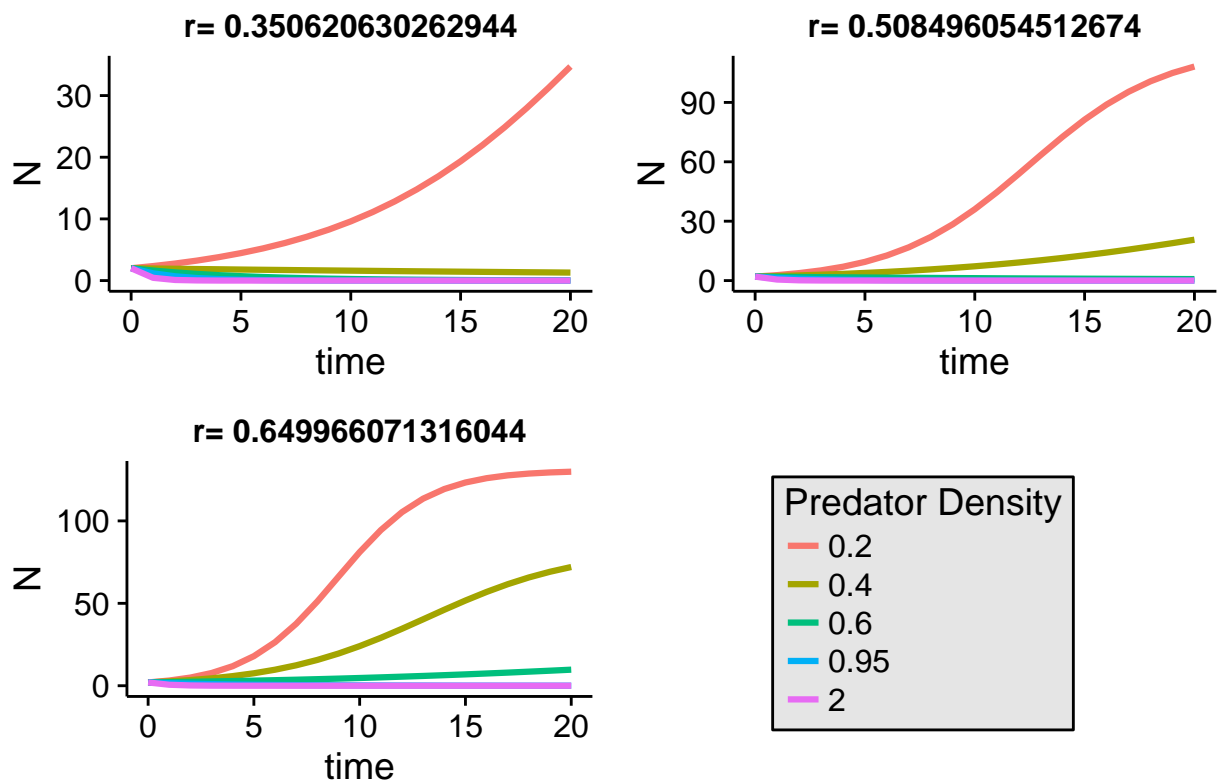 r= 0.350620630262944
30
20
10
0
N
0 5 10 15 20
time
r= 0.508496054512674
90
60
30
0
N
0 5 10 15 20
time
r= 0.649966071316044
100
50
0
N
0 5 10 15 20
time
Predator Density
0.2
0.4
0.6
0.95
2